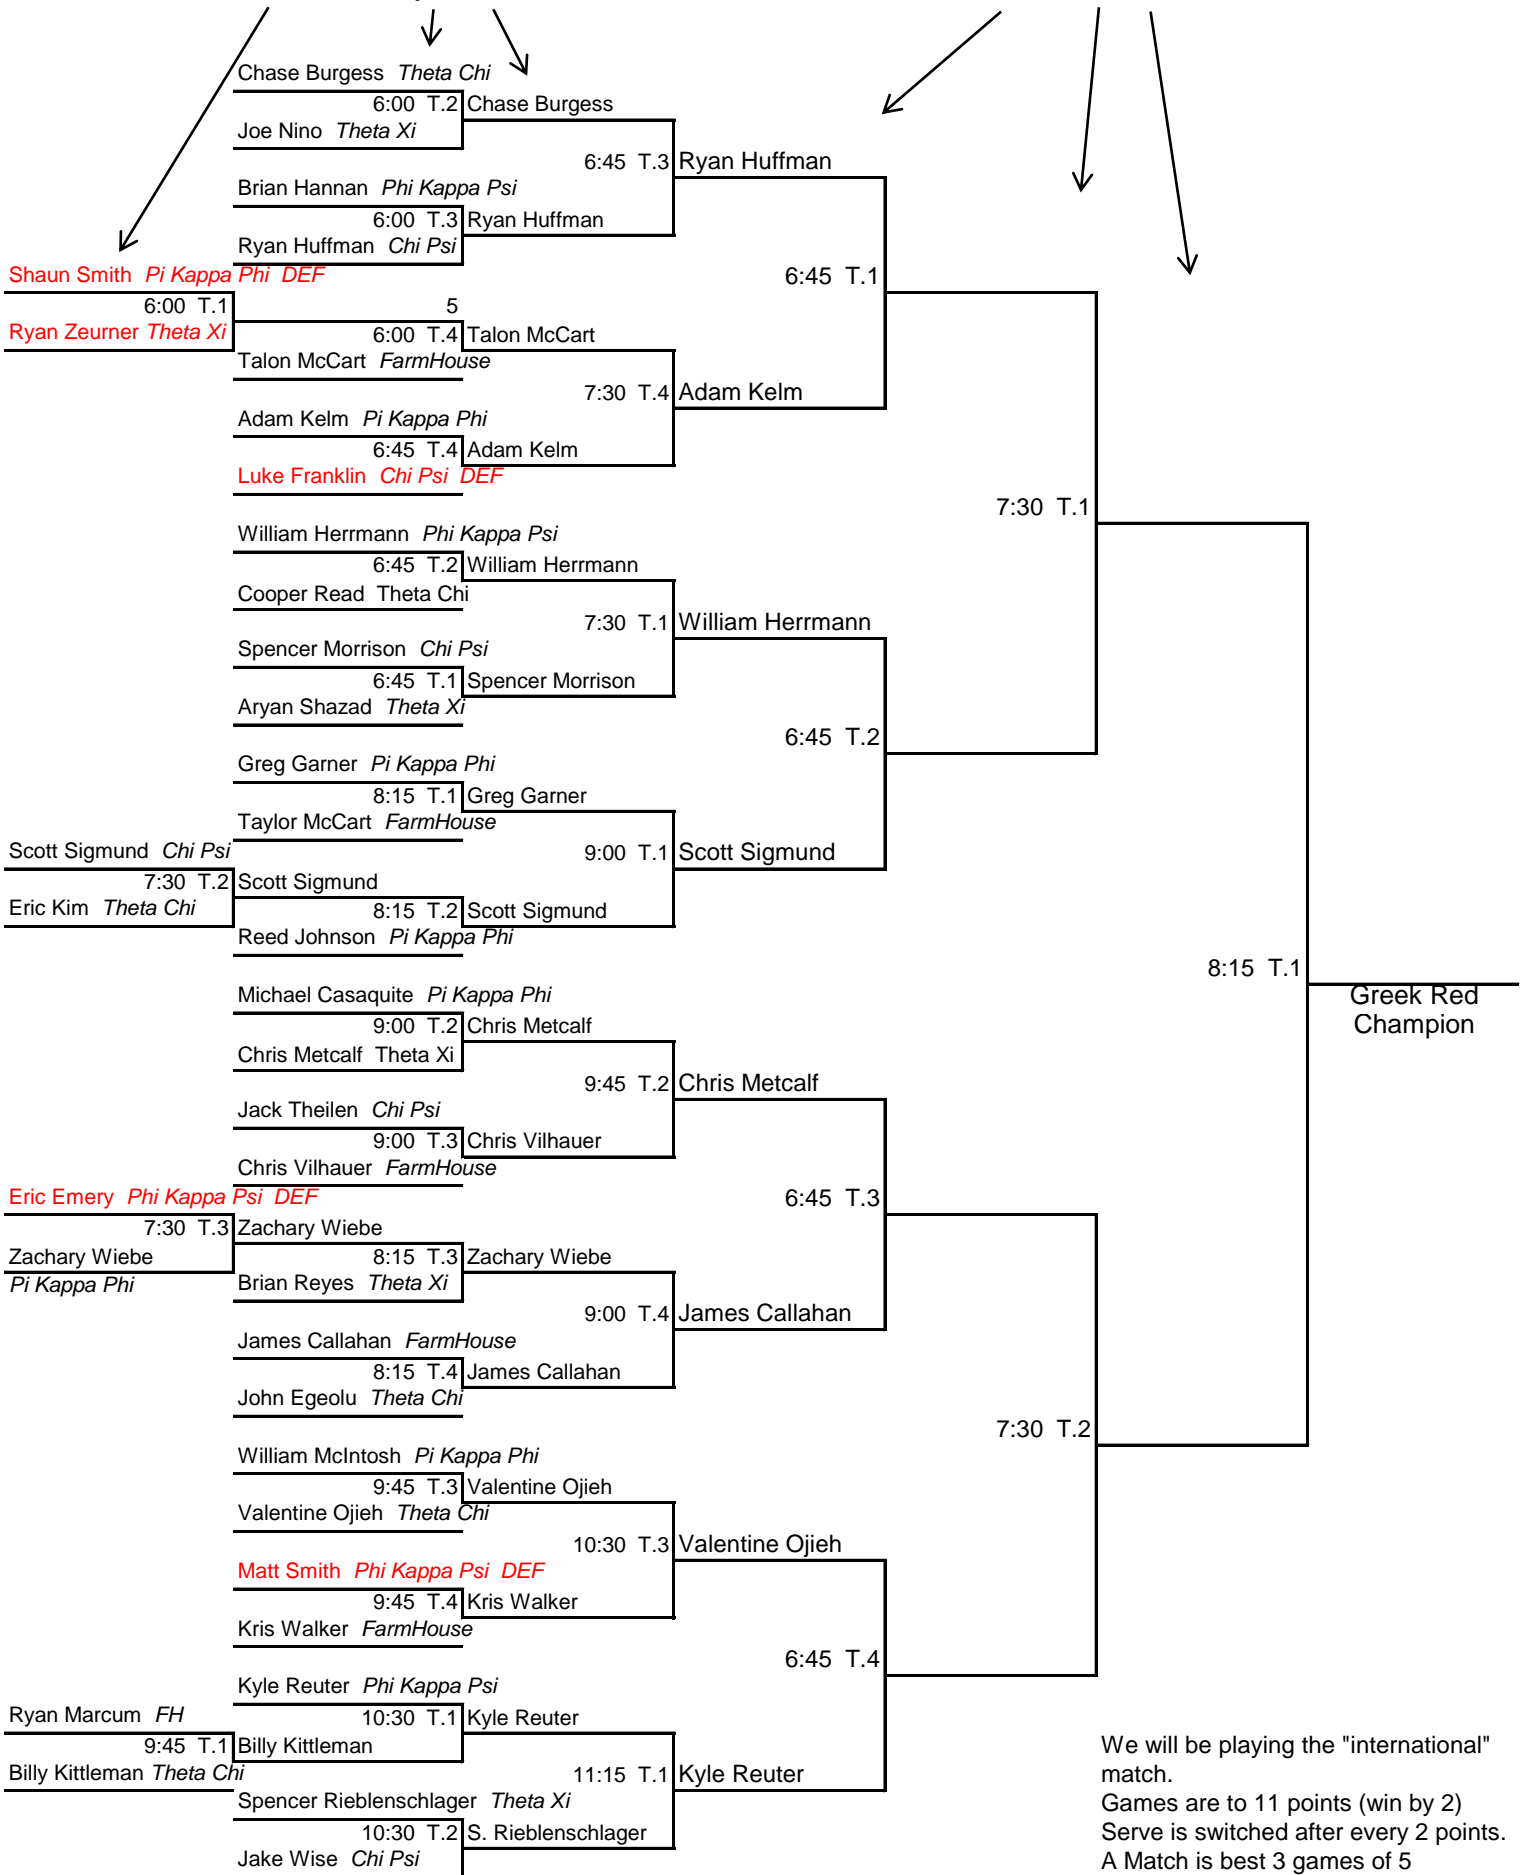 Chase Burgess Theta Chi
6:00 T.2 Chase Burgess
Joe Nino Theta Xi
6:45 T.3 Ryan Huffman
Brian Hannan Phi Kappa Psi
6:00 T.3 Ryan Huffman
Ryan Huffman Chi Psi
Shaun Smith Pi Kappa Phi DEF
6:45 T.1
6:00 T.1
5
Ryan Zeurner Theta Xi
6:00 T.4 Talon McCart
Talon McCart FarmHouse
7:30 T.4 Adam Kelm
Adam Kelm Pi Kappa Phi
6:45 T.4 Adam Kelm
Luke Franklin Chi Psi DEF
7:30 T.1
William Herrmann Phi Kappa Psi
6:45 T.2 William Herrmann
Cooper Read Theta Chi
7:30 T.1 William Herrmann
Spencer Morrison Chi Psi
6:45 T.1 Spencer Morrison
Aryan Shazad Theta Xi
6:45 T.2
Greg Garner Pi Kappa Phi
8:15 T.1 Greg Garner
Taylor McCart FarmHouse
Scott Sigmund Chi Psi
9:00 T.1 Scott Sigmund
7:30 T.2 Scott Sigmund
Eric Kim Theta Chi
8:15 T.2 Scott Sigmund
Reed Johnson Pi Kappa Phi
8:15 T.1
Greek Red
Champion
Michael Casaquite Pi Kappa Phi
9:00 T.2 Chris Metcalf
Chris Metcalf Theta Xi
9:45 T.2 Chris Metcalf
Jack Theilen Chi Psi
9:00 T.3 Chris Vilhauer
Chris Vilhauer FarmHouse
Eric Emery Phi Kappa Psi DEF
6:45 T.3
7:30 T.3 Zachary Wiebe
Zachary Wiebe
8:15 T.3 Zachary Wiebe
Pi Kappa Phi
Brian Reyes Theta Xi
9:00 T.4 James Callahan
James Callahan FarmHouse
8:15 T.4 James Callahan
John Egeolu Theta Chi
7:30 T.2
William McIntosh Pi Kappa Phi
9:45 T.3 Valentine Ojieh
Valentine Ojieh Theta Chi
10:30 T.3 Valentine Ojieh
Matt Smith Phi Kappa Psi DEF
9:45 T.4 Kris Walker
Kris Walker FarmHouse
6:45 T.4
Kyle Reuter Phi Kappa Psi
Ryan Marcum FH
10:30 T.1 Kyle Reuter
9:45 T.1 Billy Kittleman
Billy Kittleman Theta Chi
11:15 T.1 Kyle Reuter
Spencer Rieblenschlager Theta Xi
10:30 T.2 S. Rieblenschlager
Jake Wise Chi Psi
We will be playing the "international"
match.
Games are to 11 points (win by 2)
Serve is switched after every 2 points.
A Match is best 3 games of 5